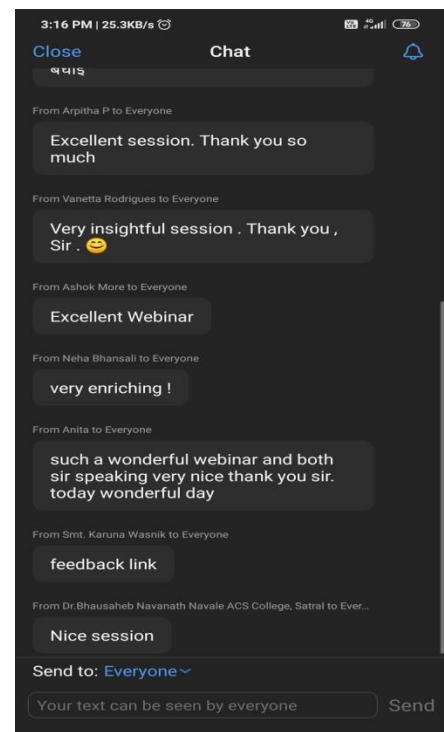 3:16 PM | 25.3KB/s
4G
76
Close
Chat
बधाई
From Arpitha P to Everyone
Excellent session. Thank you so
much
From Vanetta Rodrigues to Everyone
Very insightful session . Thank you ,
Sir . 😊
From Ashok More to Everyone
Excellent Webinar
From Neha Bhansali to Everyone
very enriching !
From Anita to Everyone
such a wonderful webinar and both
sir speaking very nice thank you sir.
today wonderful day
From Smt. Karuna Wasnik to Everyone
feedback link
From Dr.Bhausaheb Navanath Navale ACS College, Satral to Ever...
Nice session
Send to: Everyone
Your text can be seen by everyone
Send